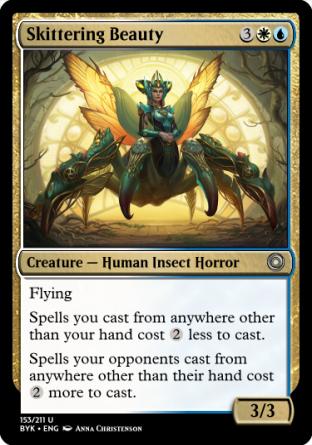 Skittering Beauty 3
Creature — Human Insect Horror
Flying
Spells you cast from anywhere other
than your hand cost 2 less to cast.
Spells your opponents cast from
anywhere other than their hand cost
2 more to cast.
153/211 U
BYK • ENG Anna Christenson
3/3